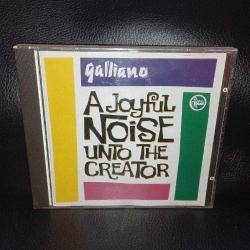 galliano
A JOYFUL
NOISE
UNTO THE
CREATOR